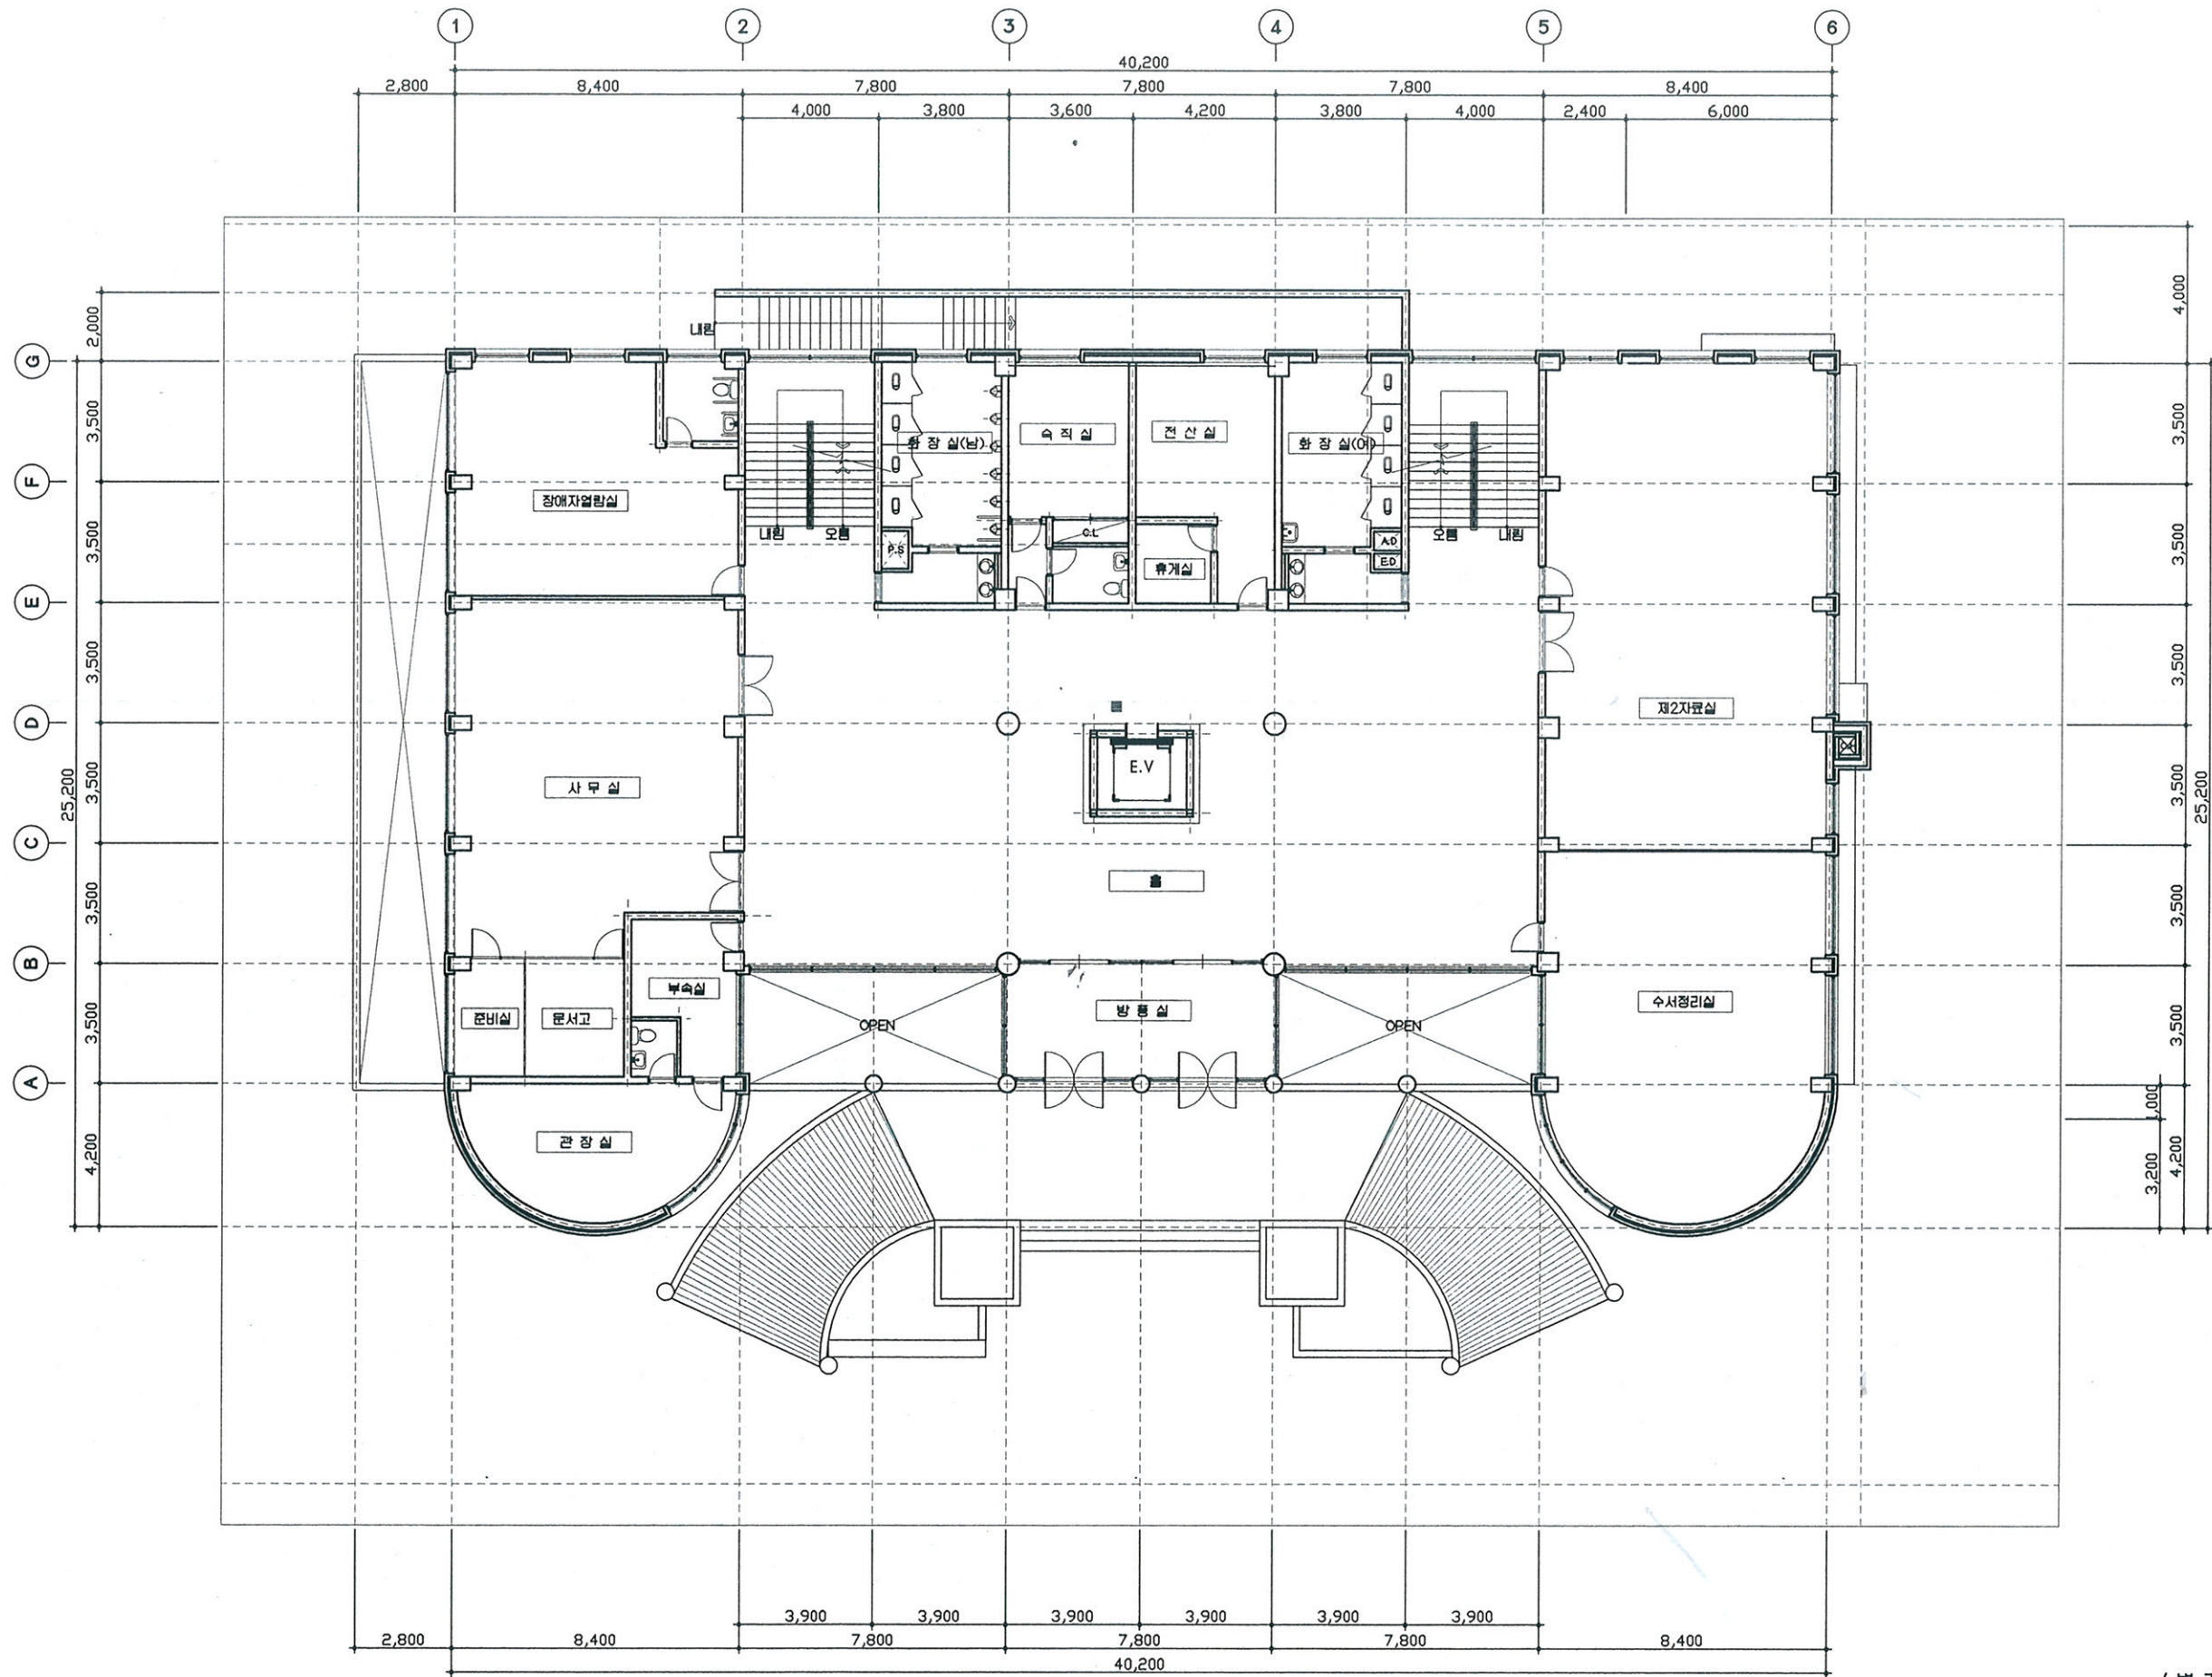 1 2 3 4 5 6
40,200
2,800 8,400 7,800 7,800 7,800 8,400
4,000 3,800 3,600 4,200 3,800 4,000 2,400 6,000
G
F
E
D
C
B
A
2,000
3,500
3,500
3,500
3,500
3,500
3,500
4,200
25,200
4,000
3,500
3,500
3,500
3,500
3,500
3,500
1,000
3,200
4,200
25,200
내림
화 장 실(남)
숙 직 실
전 산 실
화 장 실(여)
장애자열람실
내림 오름
오름 내림
P.S
C.L
A.D
E.D
휴게실
제2자료실
E.V
사 무 실
홀
부속실
준비실
문서고
방 풍 실
OPEN
OPEN
수서정리실
관 장 실
3,900 3,900 3,900 3,900 3,900 3,900
2,800 8,400 7,800 7,800 7,800 8,400
40,200